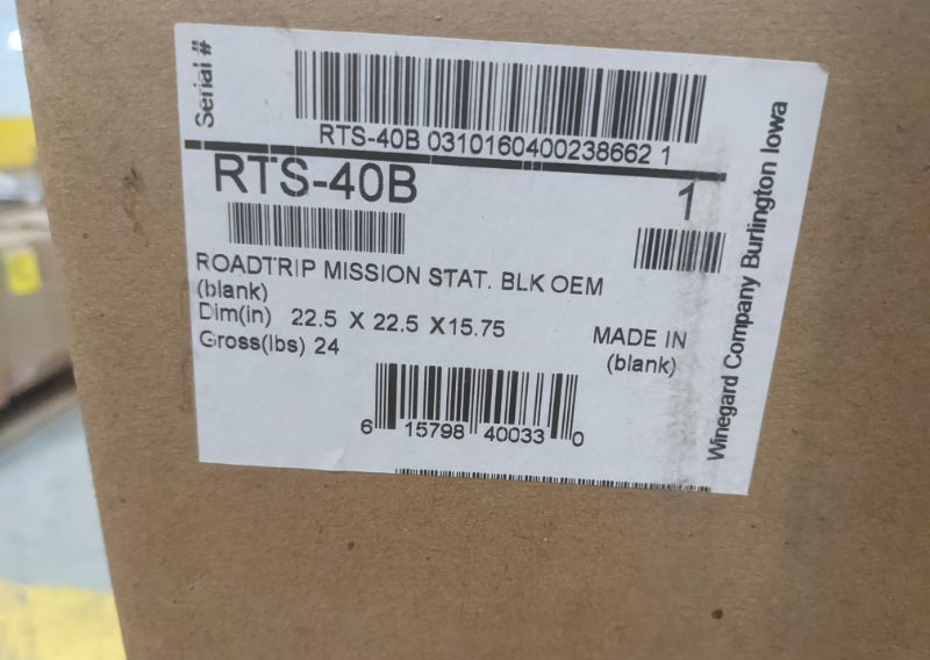 Serial #
RTS-40B 0310160400238662 1
RTS-40B
1
ROADTRIP MISSION STAT. BLK OEM
(blank)
Dim(in) 22.5 X 22.5 X15.75
Gross(lbs) 24
MADE IN
(blank)
6 15798 40033 0
Winegard Company Burlington Iowa